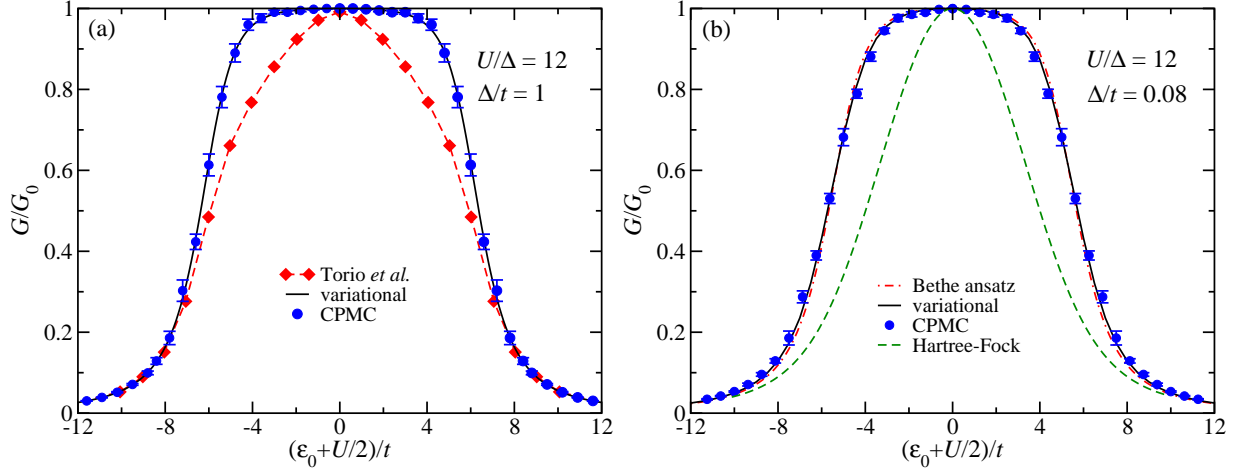 (a)
G/G₀
1
0.8
0.6
0.4
0.2
0
-12
-8
-4
0
4
8
12
(ε₀+U/2)/t
U/Δ = 12
Δ/t = 1
Torio et al.
variational
CPMC
(b)
G/G₀
1
0.8
0.6
0.4
0.2
0
-12
-8
-4
0
4
8
12
(ε₀+U/2)/t
U/Δ = 12
Δ/t = 0.08
Bethe ansatz
variational
CPMC
Hartree-Fock